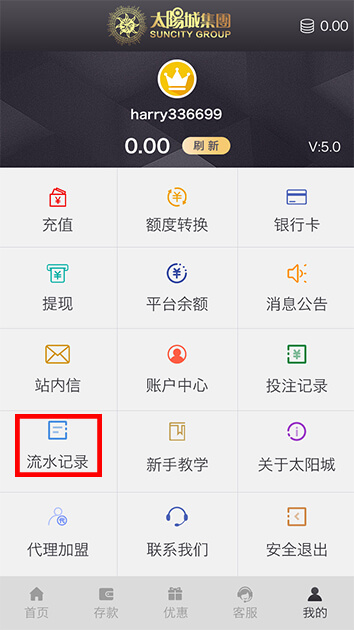 太陽城集團
SUNCITY GROUP
0.00
harry336699
0.00 刷新
V:5.0
充值 额度转换 银行卡
提现 平台余额 消息公告
站内信 账户中心 投注记录
流水记录 新手教学 关于太阳城
代理加盟 联系我们 安全退出
首页 存款 优惠 客服 我的